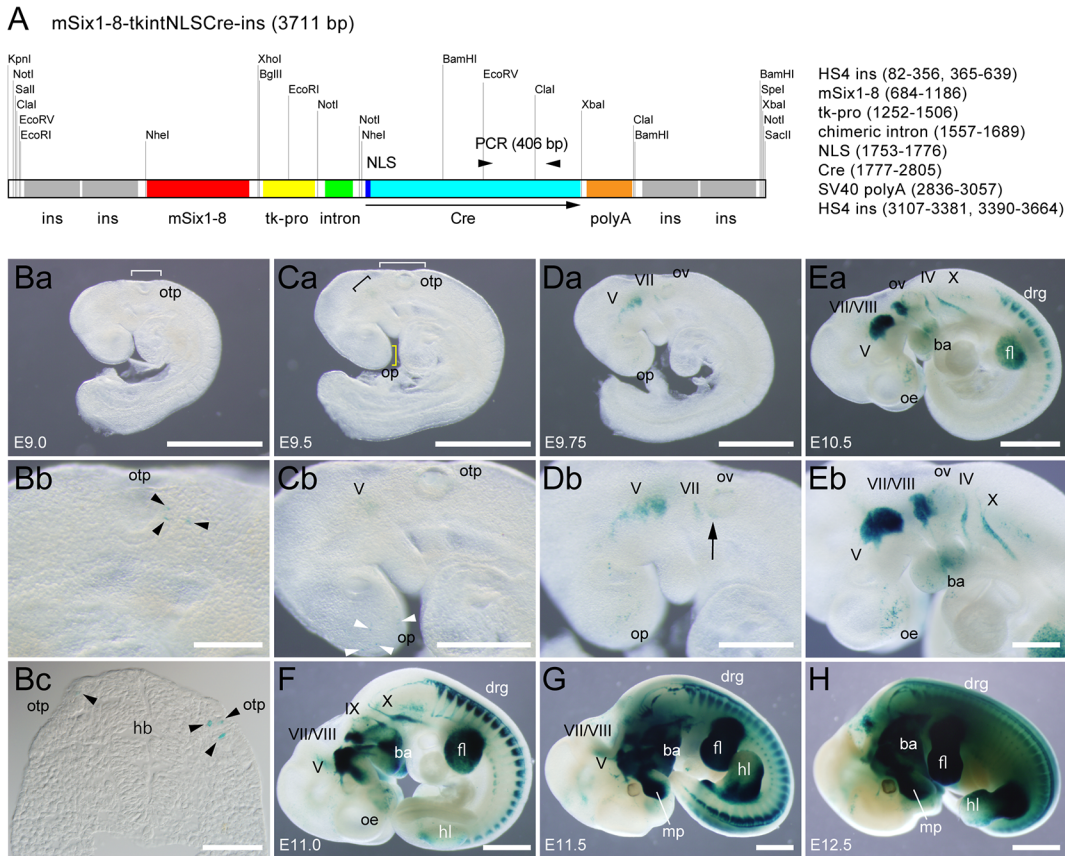 A mSix1-8-tkintNLSCre-ins (3711 bp)
KpnI
NotI
SalI
ClaI
EcoRV
EcoRI
NheI
XhoI
BglII
EcoRI
NotI
NotI
NheI
BamHI
EcoRV
ClaI
XbaI
ClaI
BamHI
BamHI
SpeI
XbaI
NotI
SacII
PCR (406 bp)
NLS
ins ins mSix1-8 tk-pro intron Cre polyA ins ins
HS4 ins (82-356, 365-639)
mSix1-8 (684-1186)
tk-pro (1252-1506)
chimeric intron (1557-1689)
NLS (1753-1776)
Cre (1777-2805)
SV40 polyA (2836-3057)
HS4 ins (3107-3381, 3390-3664)
Ba
otp
E9.0
Ca
otp
op
E9.5
Da
V
VII
ov
op
E9.75
Ea
VII/VIII
ov
IV
X
drg
V
ba
fl
oe
E10.5
Bb
otp
Cb
V
otp
op
Db
V
VII
ov
op
Eb
VII/VIII
ov
IV
X
V
ba
oe
Bc
otp
hb
otp
F
VII/VIII
IX
X
drg
V
ba
fl
oe
hl
E11.0
G
VII/VIII
drg
V
ba
fl
hl
mp
E11.5
H
drg
ba
fl
hl
mp
E12.5